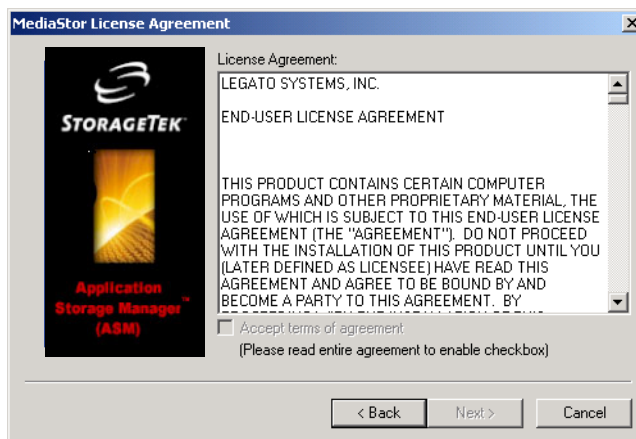 MediaStor License Agreement
STORAGETEK
Application
Storage Manager™
(ASM)
License Agreement:
LEGATO SYSTEMS, INC.
END-USER LICENSE AGREEMENT
THIS PRODUCT CONTAINS CERTAIN COMPUTER
PROGRAMS AND OTHER PROPRIETARY MATERIAL, THE
USE OF WHICH IS SUBJECT TO THIS END-USER LICENSE
AGREEMENT (THE "AGREEMENT"). DO NOT PROCEED
WITH THE INSTALLATION OF THIS PRODUCT UNTIL YOU
(LATER DEFINED AS LICENSEE) HAVE READ THIS
AGREEMENT AND AGREE TO BE BOUND BY AND
BECOME A PARTY TO THIS AGREEMENT. BY
Accept terms of agreement
(Please read entire agreement to enable checkbox)
< Back
Next >
Cancel